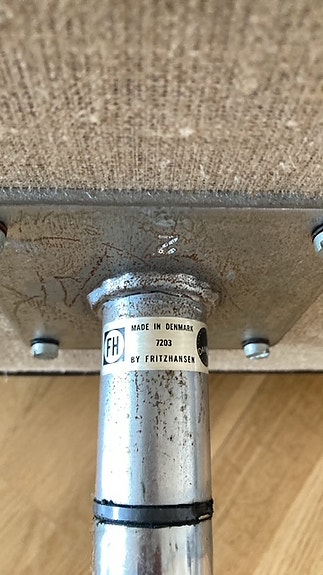 FH
MADE IN DENMARK
7203
BY FRITZHANSEN